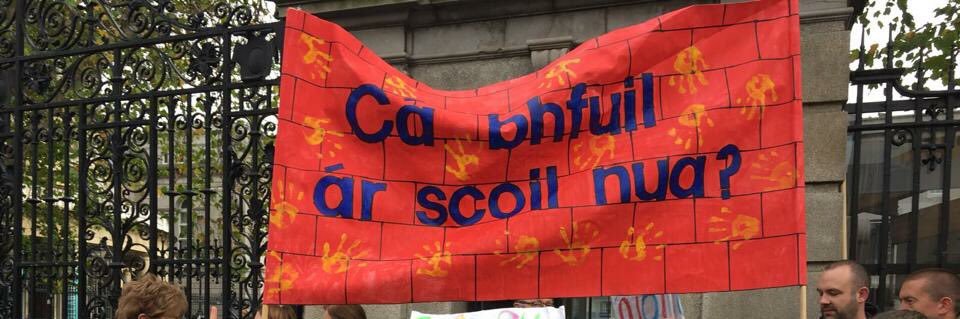 Cá bhfuil
ár scoil nua?